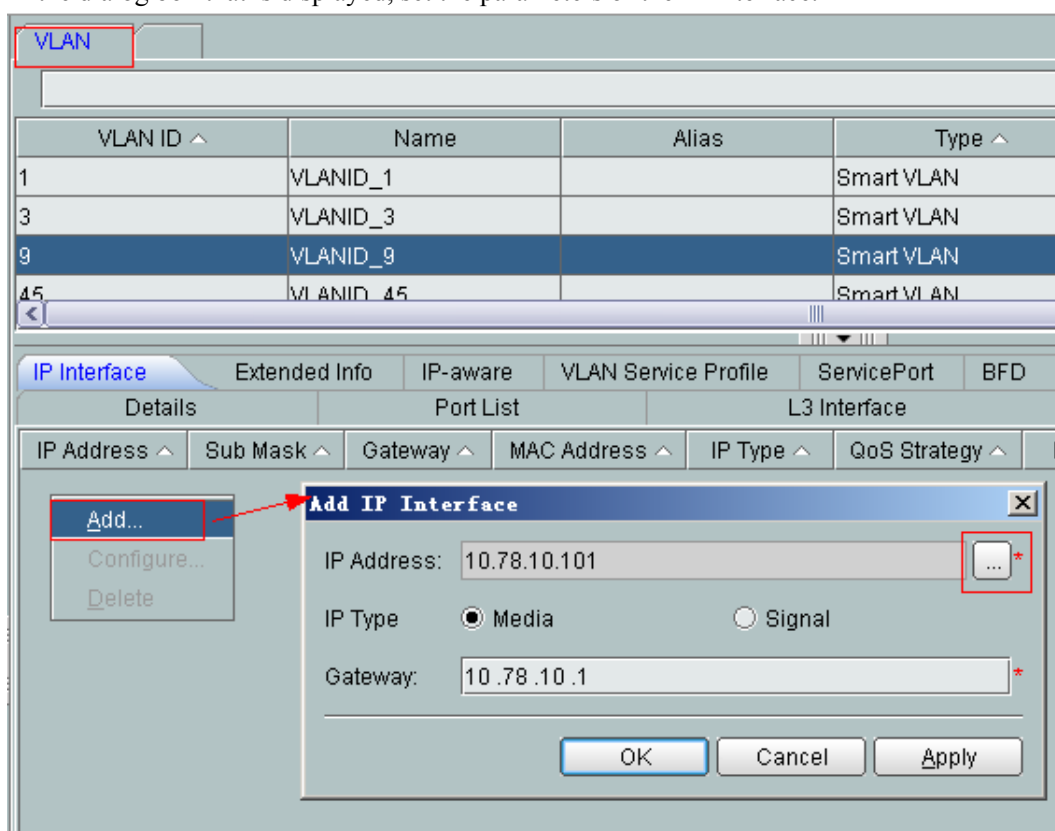 VLAN
VLAN ID Name Alias Type
1 VLANID_1 Smart VLAN
3 VLANID_3 Smart VLAN
9 VLANID_9 Smart VLAN
45 VLANID_45 Smart VLAN
IP Interface Extended Info IP-aware VLAN Service Profile ServicePort BFD
Details Port List L3 Interface
IP Address Sub Mask Gateway MAC Address IP Type QoS Strategy
Add...
Configure...
Delete
Add IP Interface
IP Address: 10.78.10.101 ... *
IP Type Media Signal
Gateway: 10 .78 .10 .1 *
OK Cancel Apply